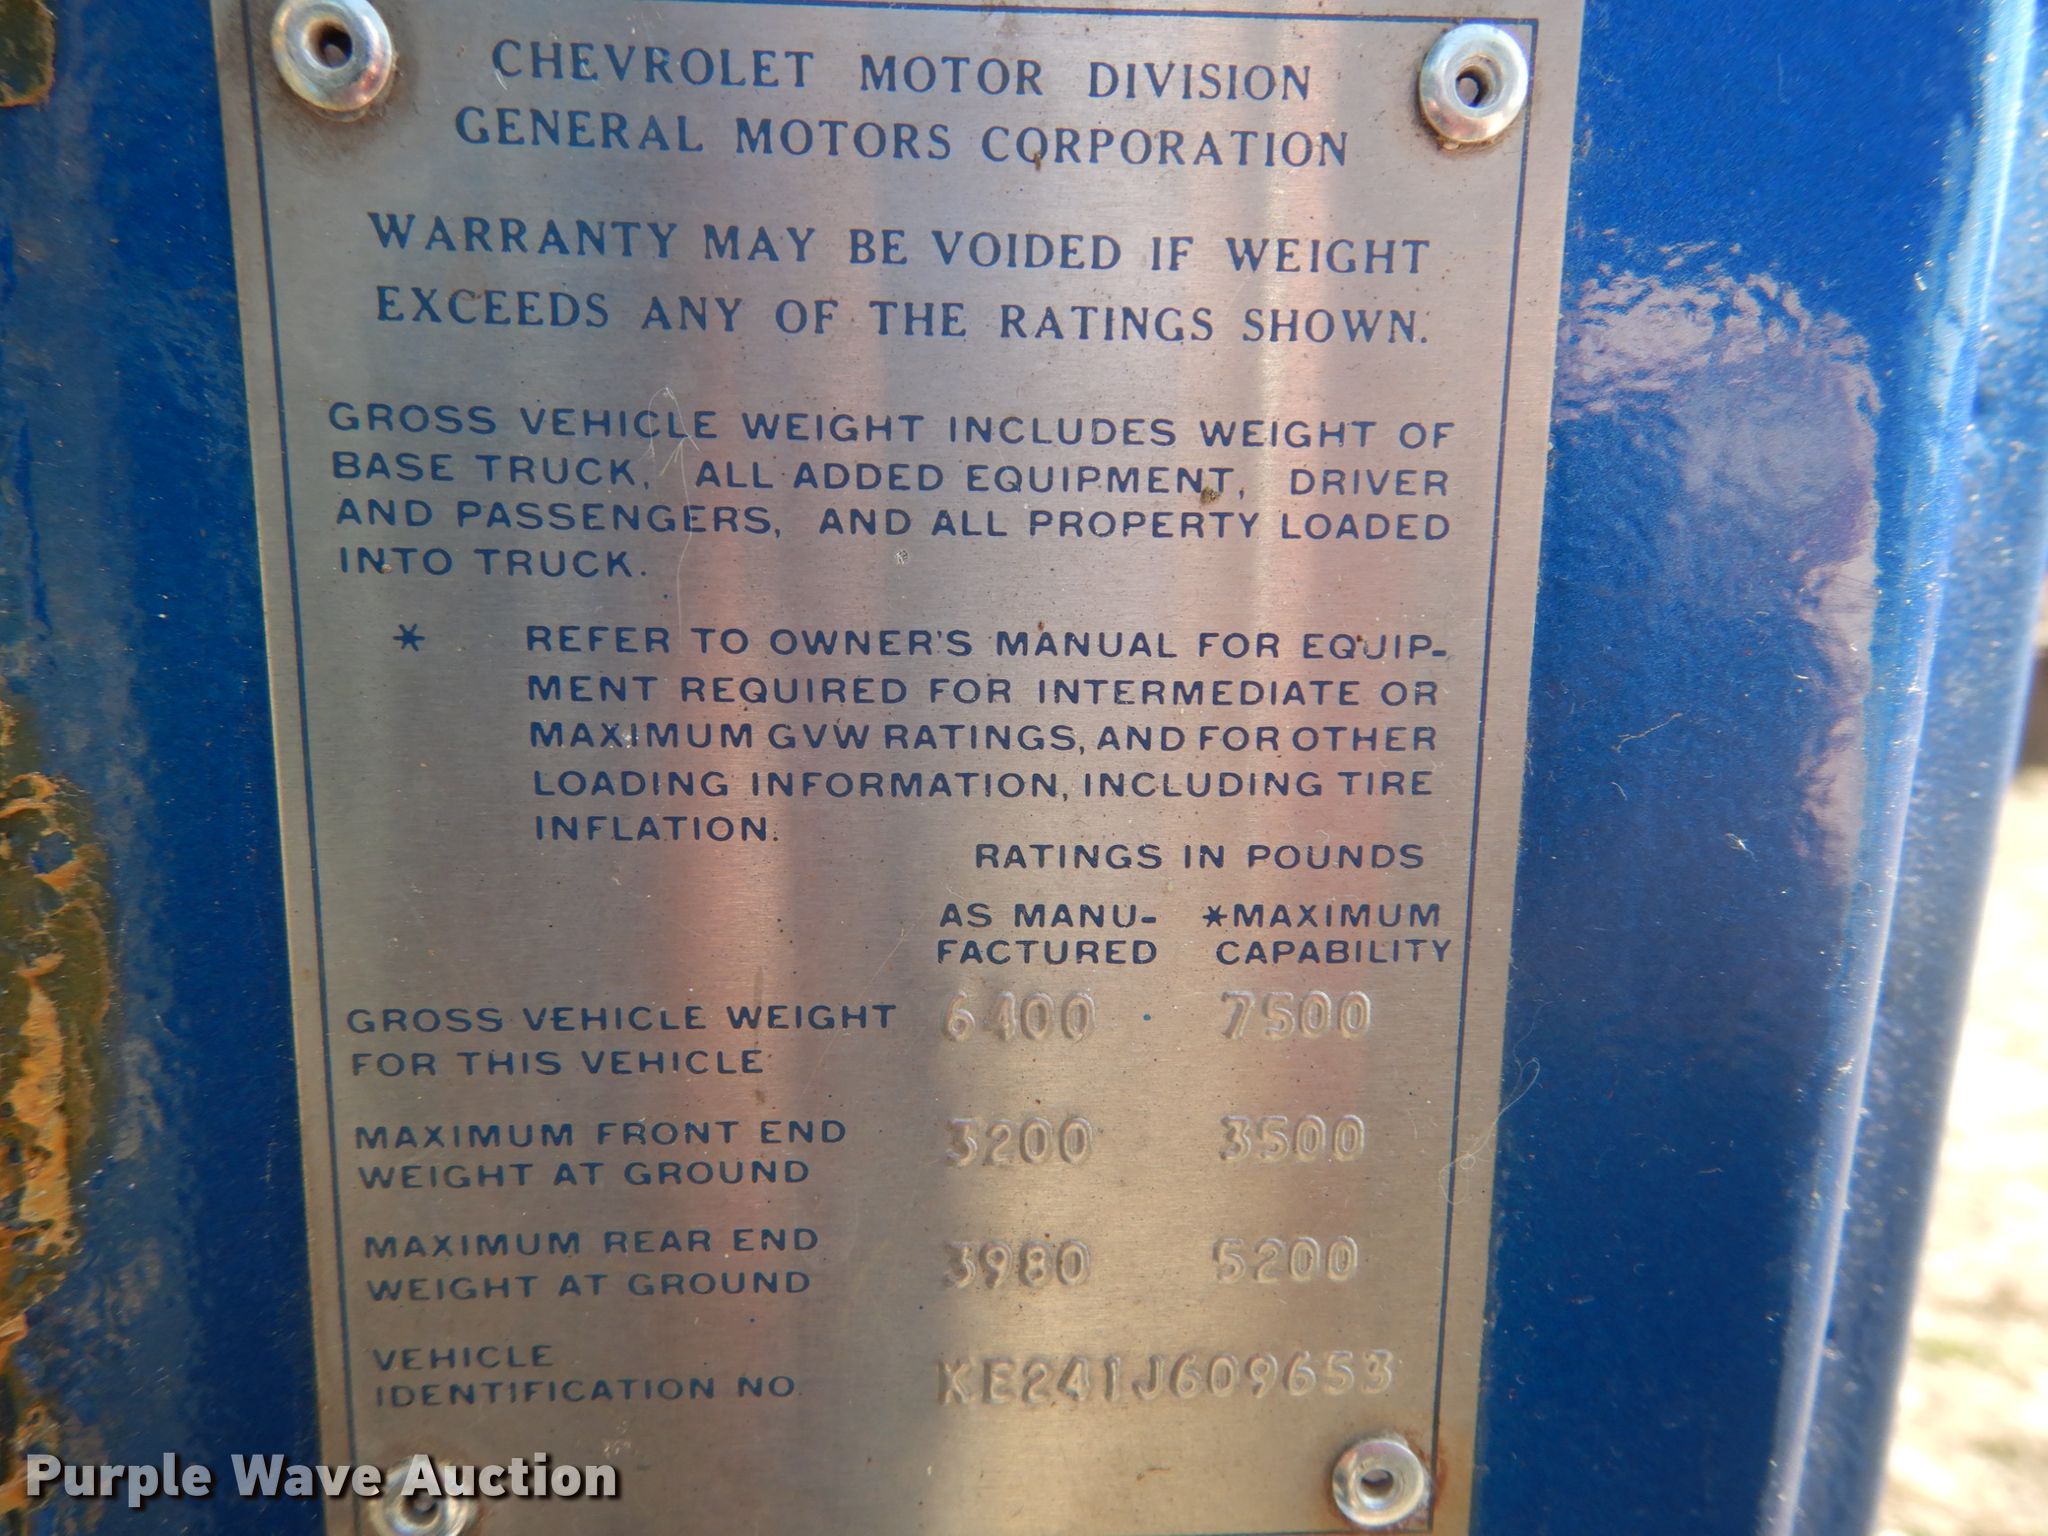 CHEVROLET MOTOR DIVISION
GENERAL MOTORS CORPORATION
WARRANTY MAY BE VOIDED IF WEIGHT
EXCEEDS ANY OF THE RATINGS SHOWN.
GROSS VEHICLE WEIGHT INCLUDES WEIGHT OF
BASE TRUCK, ALL ADDED EQUIPMENT, DRIVER
AND PASSENGERS, AND ALL PROPERTY LOADED
INTO TRUCK.
* REFER TO OWNER'S MANUAL FOR EQUIP-
MENT REQUIRED FOR INTERMEDIATE OR
MAXIMUM GVW RATINGS, AND FOR OTHER
LOADING INFORMATION, INCLUDING TIRE
INFLATION.
RATINGS IN POUNDS
AS MANU- *MAXIMUM
FACTURED CAPABILITY
GROSS VEHICLE WEIGHT 6400 7500
FOR THIS VEHICLE
MAXIMUM FRONT END 3200 3500
WEIGHT AT GROUND
MAXIMUM REAR END 3980 5200
WEIGHT AT GROUND
VEHICLE
IDENTIFICATION NO. KE241J609653
Purple Wave Auction